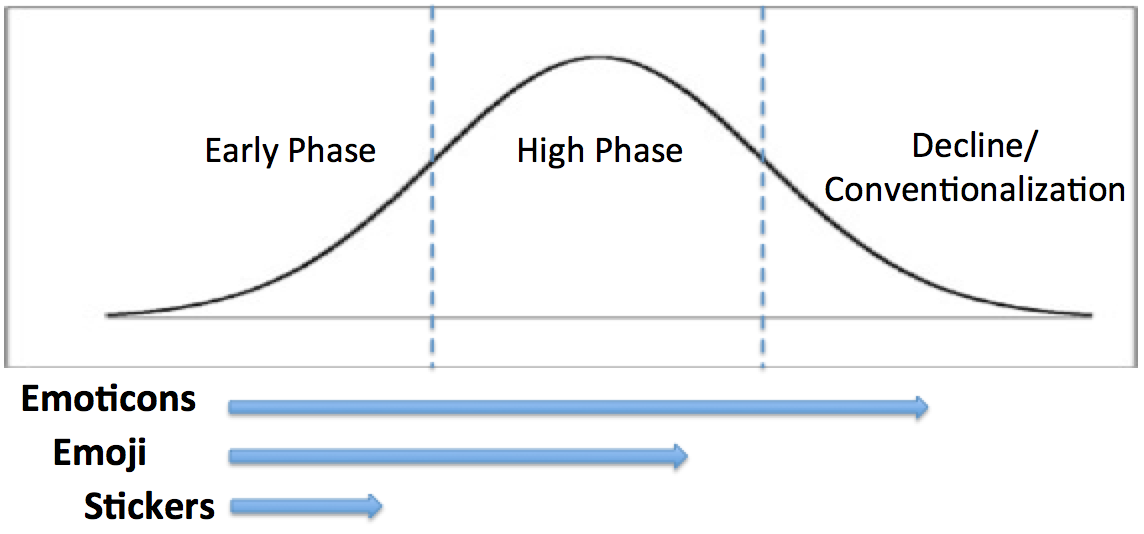 Early Phase
High Phase
Decline/
Conventionalization
Emoticons
Emoji
Stickers